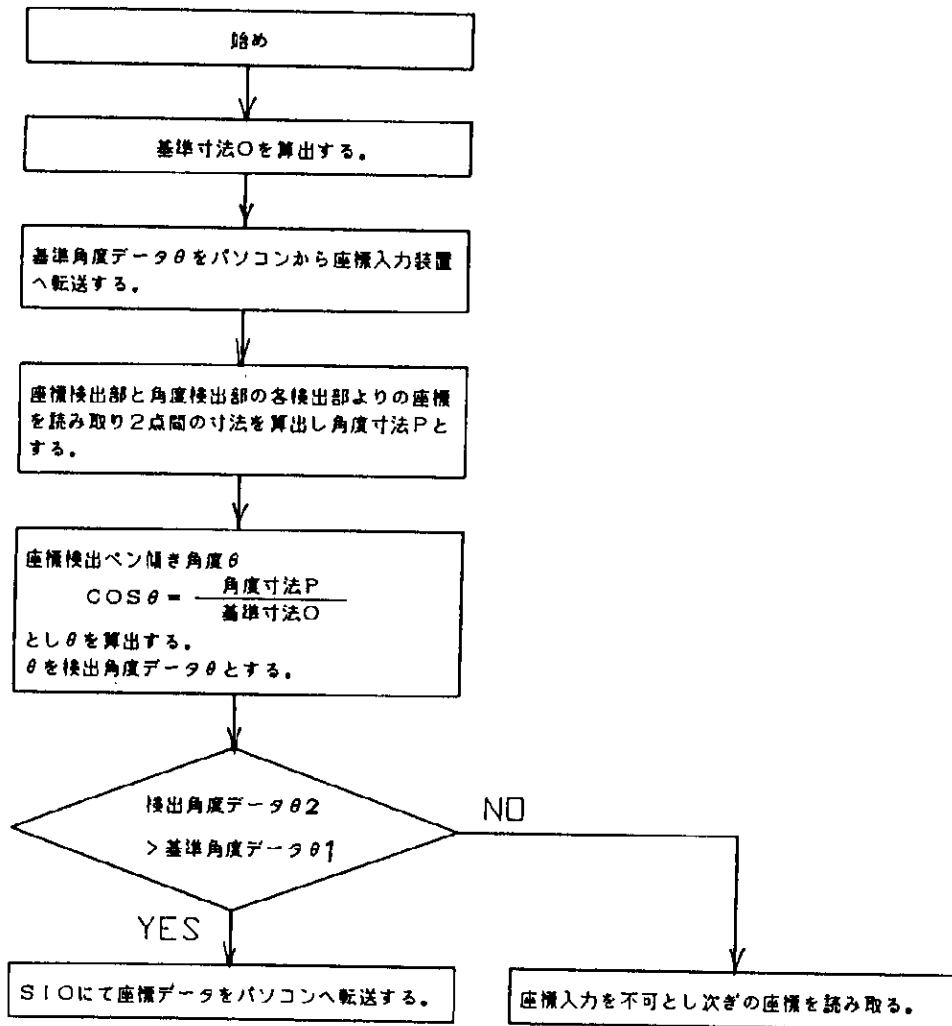 始め
基準寸法Oを算出する。
基準角度データθをパソコンから座標入力装置
へ転送する。
座標検出部と角度検出部の各検出部よりの座標
を読み取り2点間の寸法を算出し角度寸法Pと
する。
座標検出ペン傾き角度θ
COSθ= 角度寸法P
基準寸法O
としθを算出する。
θを検出角度データθとする。
検出角度データθ2
>基準角度データθ1
NO
YES
SIOにて座標データをパソコンへ転送する。
座標入力を不可とし次ぎの座標を読み取る。